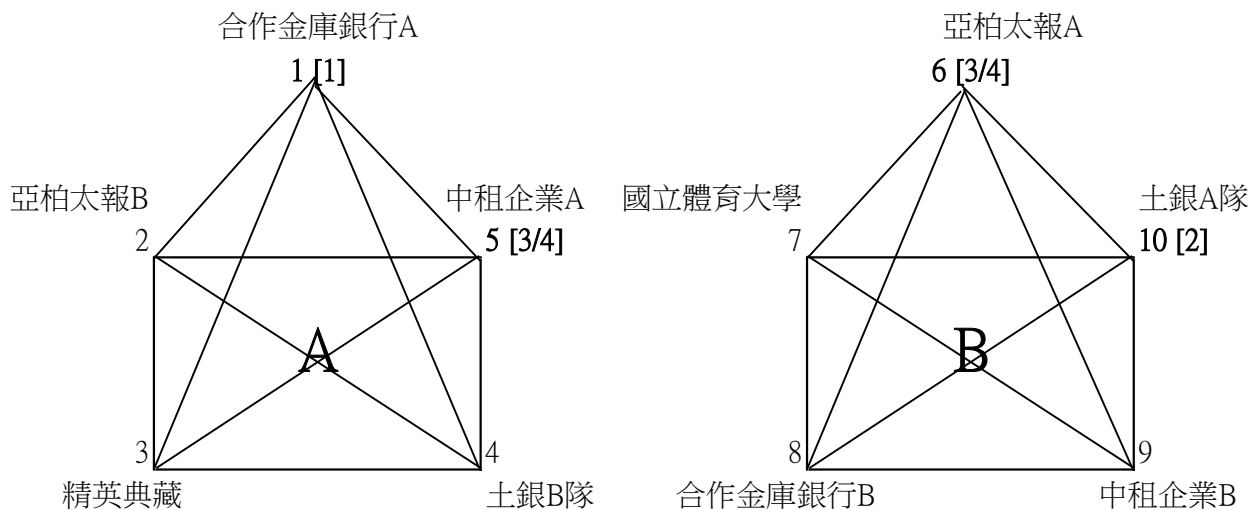 合作金庫銀行A
1 [1]
亞柏太報B
2
中租企業A
5 [3/4]
A
3
精英典藏
4
土銀B隊
亞柏太報A
6 [3/4]
國立體育大學
7
土銀A隊
10 [2]
B
8
合作金庫銀行B
9
中租企業B